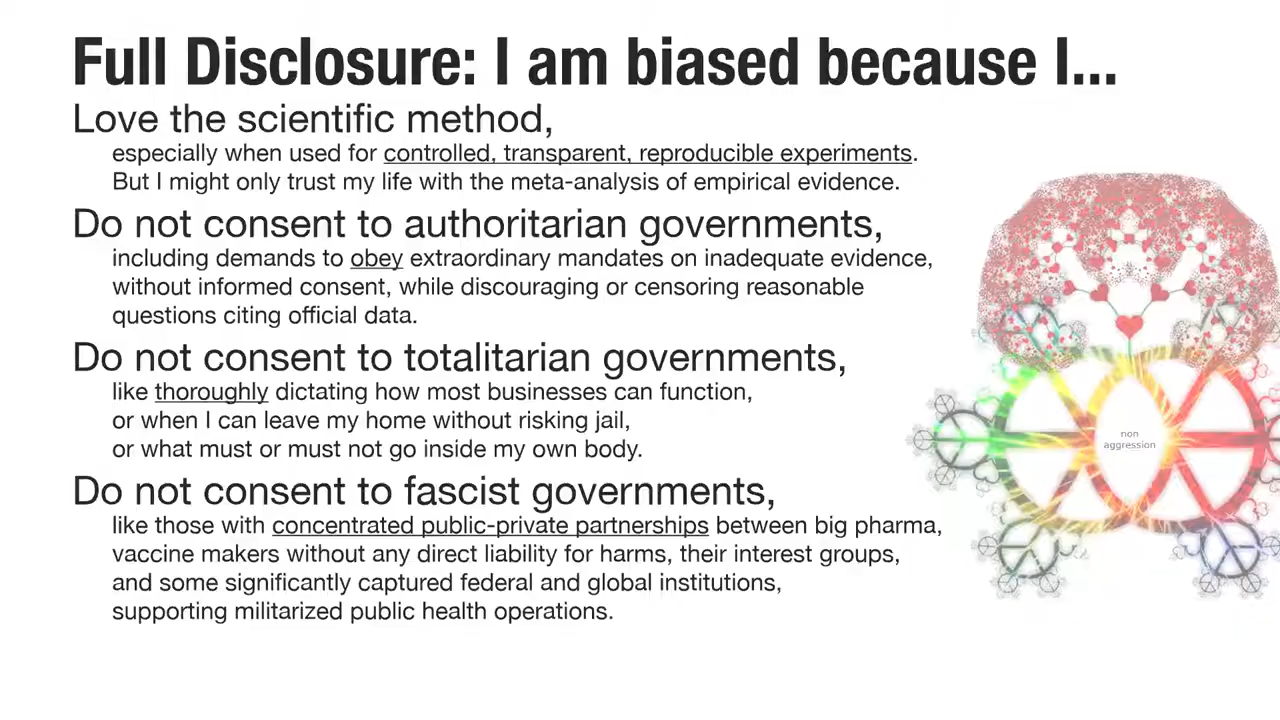 Full Disclosure: I am biased because I...
Love the scientific method,
especially when used for controlled, transparent, reproducible experiments.
But I might only trust my life with the meta-analysis of empirical evidence.
Do not consent to authoritarian governments,
including demands to obey extraordinary mandates on inadequate evidence,
without informed consent, while discouraging or censoring reasonable
questions citing official data.
Do not consent to totalitarian governments,
like thoroughly dictating how most businesses can function,
or when I can leave my home without risking jail,
or what must or must not go inside my own body.
Do not consent to fascist governments,
like those with concentrated public-private partnerships between big pharma,
vaccine makers without any direct liability for harms, their interest groups,
and some significantly captured federal and global institutions,
supporting militarized public health operations.
non
aggression